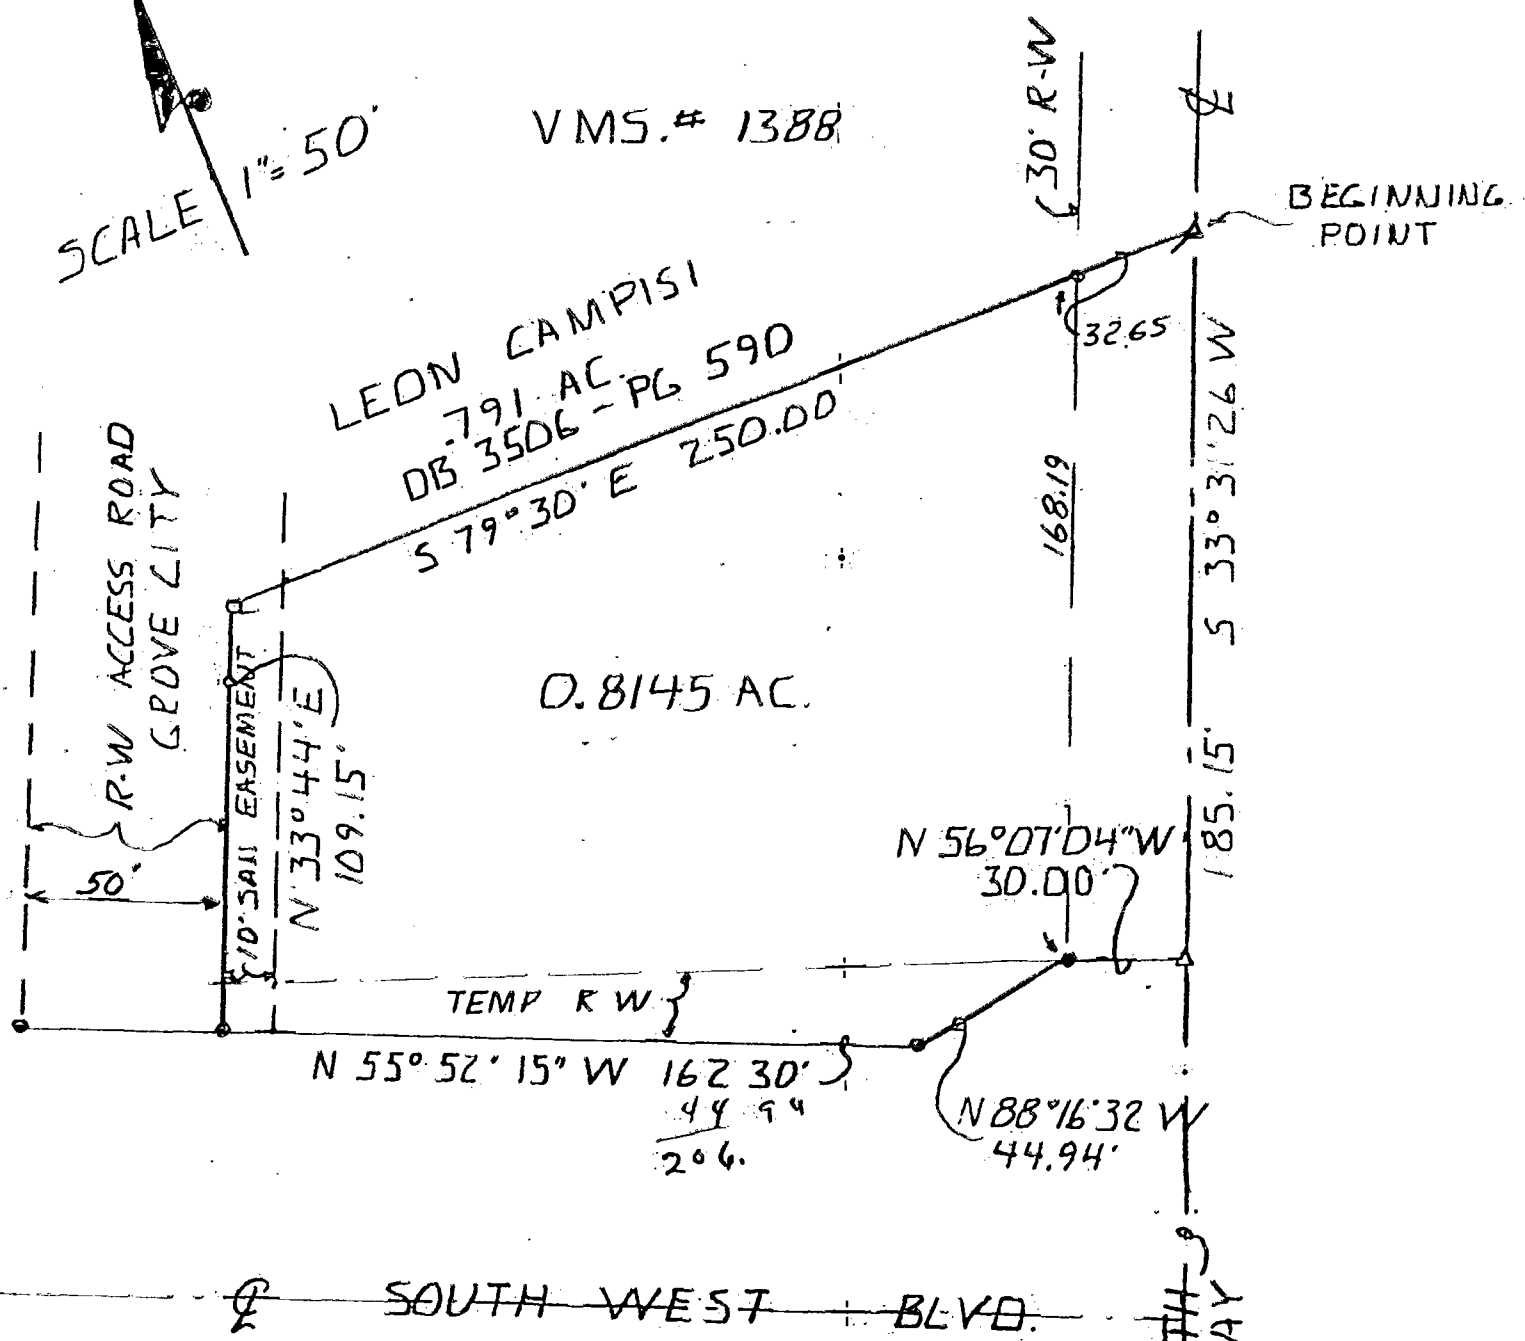 VMS.# 1388
30' R-W
℄
SCALE 1"= 50'
BEGINNING
POINT
LEON CAMPISI
.791 AC.
DB 3506 - PG 590
S 79°30' E 250.00
32.65
168.19
S 33°31'26 W
185.15'
R-W ACCESS ROAD
GROVE CITY
50'
10' SAN EASEMENT
N 33°44' E
109.15'
0.8145 AC.
N 56°07'04" W
30.00'
TEMP R W
N 55° 52' 15" W 162 30'
44 94
206.
N 88°16'32 W
44.94'
℄ SOUTH WEST BLVD.